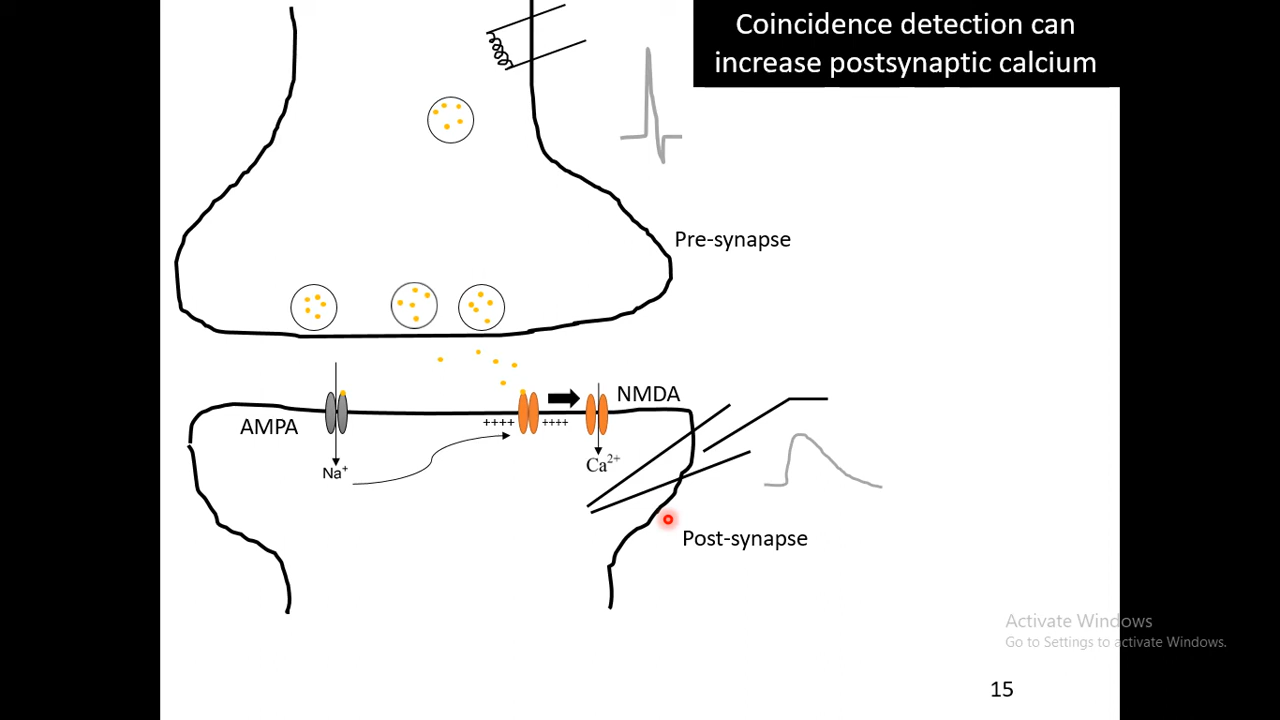 Coincidence detection can
increase postsynaptic calcium
Pre-synapse
NMDA
AMPA
++++ ++++
Na⁺
Ca²⁺
Post-synapse
Activate Windows
Go to Settings to activate Windows.
15